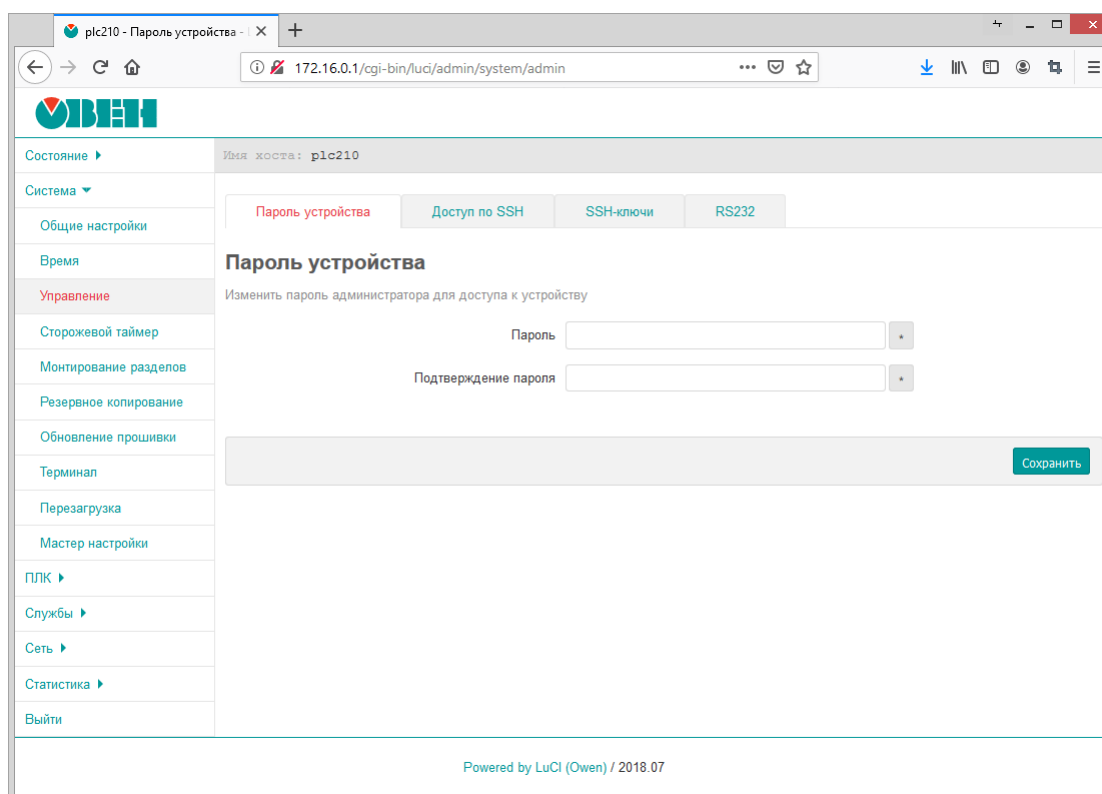 plc210 - Пароль устройства -
172.16.0.1/cgi-bin/luci/admin/system/admin
ОВЕН
Состояние
Имя хоста: plc210
Система
Пароль устройства
Доступ по SSH
SSH-ключи
RS232
Общие настройки
Время
Управление
Сторожевой таймер
Монтирование разделов
Резервное копирование
Обновление прошивки
Терминал
Перезагрузка
Мастер настройки
ПЛК
Службы
Сеть
Статистика
Выйти
Пароль устройства
Изменить пароль администратора для доступа к устройству
Пароль
*
Подтверждение пароля
*
Сохранить
Powered by LuCI (Owen) / 2018.07